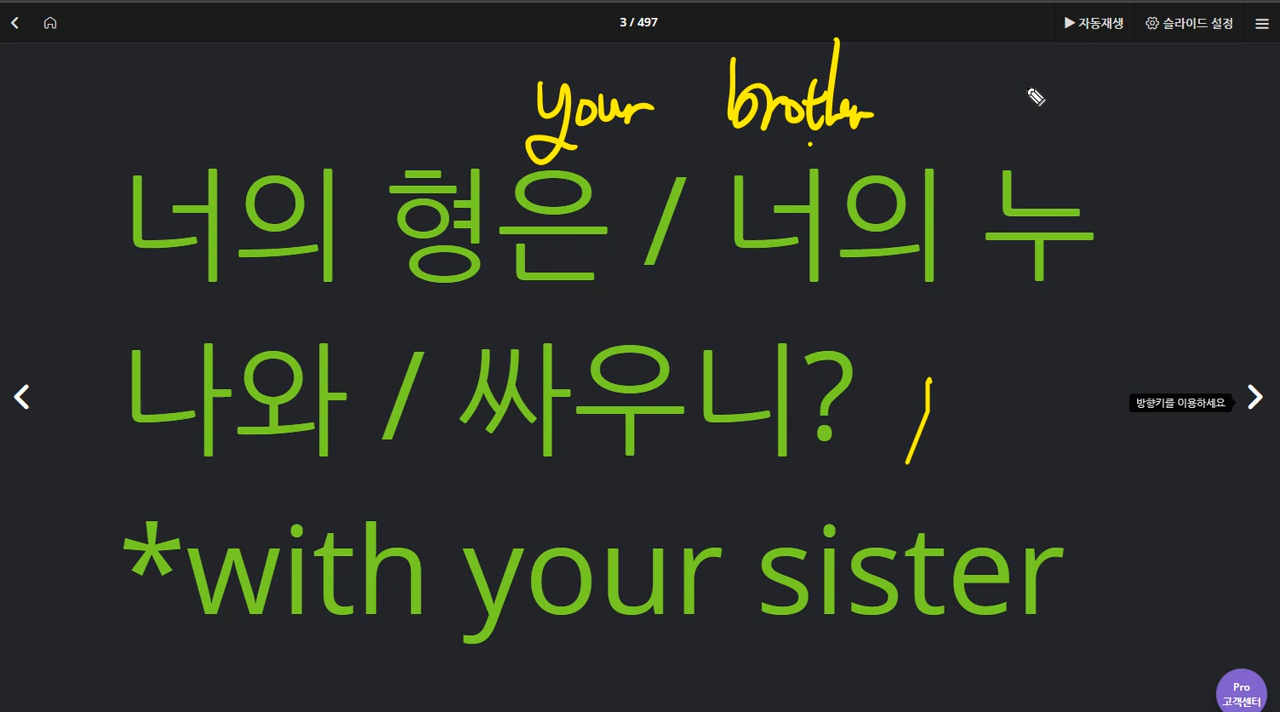 3 / 497
자동재생
슬라이드 설정
your brother
너의 형은 / 너의 누
나와 / 싸우니?
방향키를 이용하세요
*with your sister
Pro
고객센터